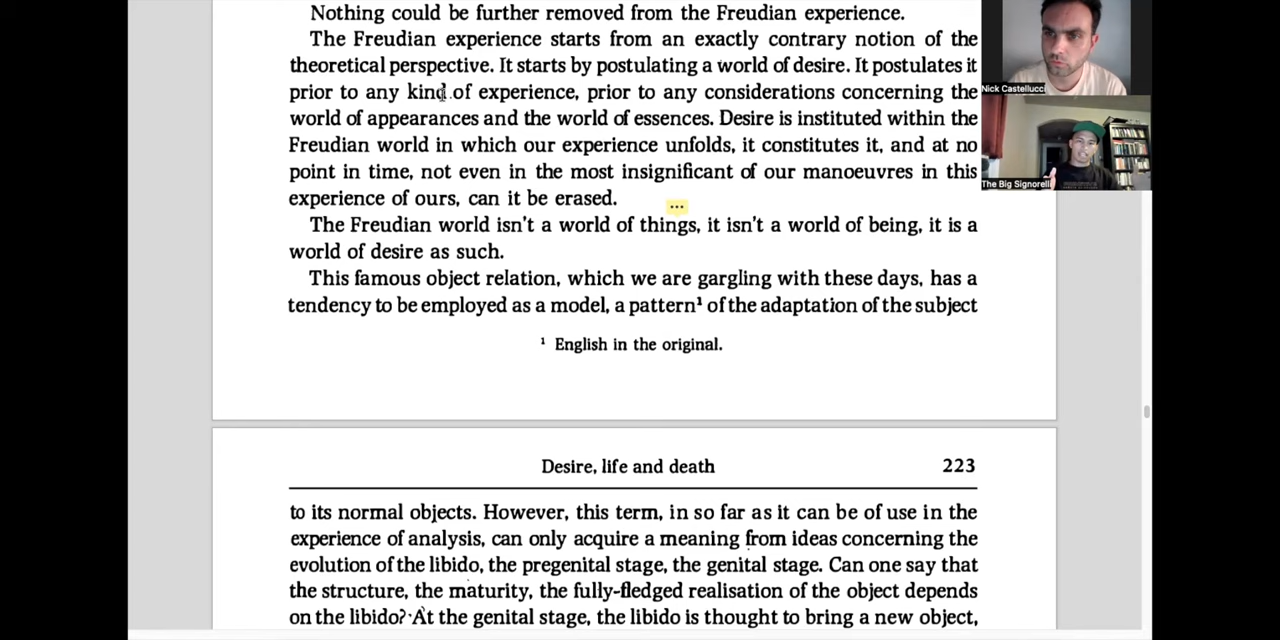 Nothing could be further removed from the Freudian experience.
The Freudian experience starts from an exactly contrary notion of the
theoretical perspective. It starts by postulating a world of desire. It postulates it
prior to any kind of experience, prior to any considerations concerning the
world of appearances and the world of essences. Desire is instituted within the
Freudian world in which our experience unfolds, it constitutes it, and at no
point in time, not even in the most insignificant of our manoeuvres in this
experience of ours, can it be erased.
The Freudian world isn't a world of things, it isn't a world of being, it is a
world of desire as such.
This famous object relation, which we are gargling with these days, has a
tendency to be employed as a model, a pattern¹ of the adaptation of the subject
¹ English in the original.
Desire, life and death 223
to its normal objects. However, this term, in so far as it can be of use in the
experience of analysis, can only acquire a meaning from ideas concerning the
evolution of the libido, the pregenital stage, the genital stage. Can one say that
the structure, the maturity, the fully-fledged realisation of the object depends
on the libido? At the genital stage, the libido is thought to bring a new object,
Nick Castellucci
The Big Signorelli